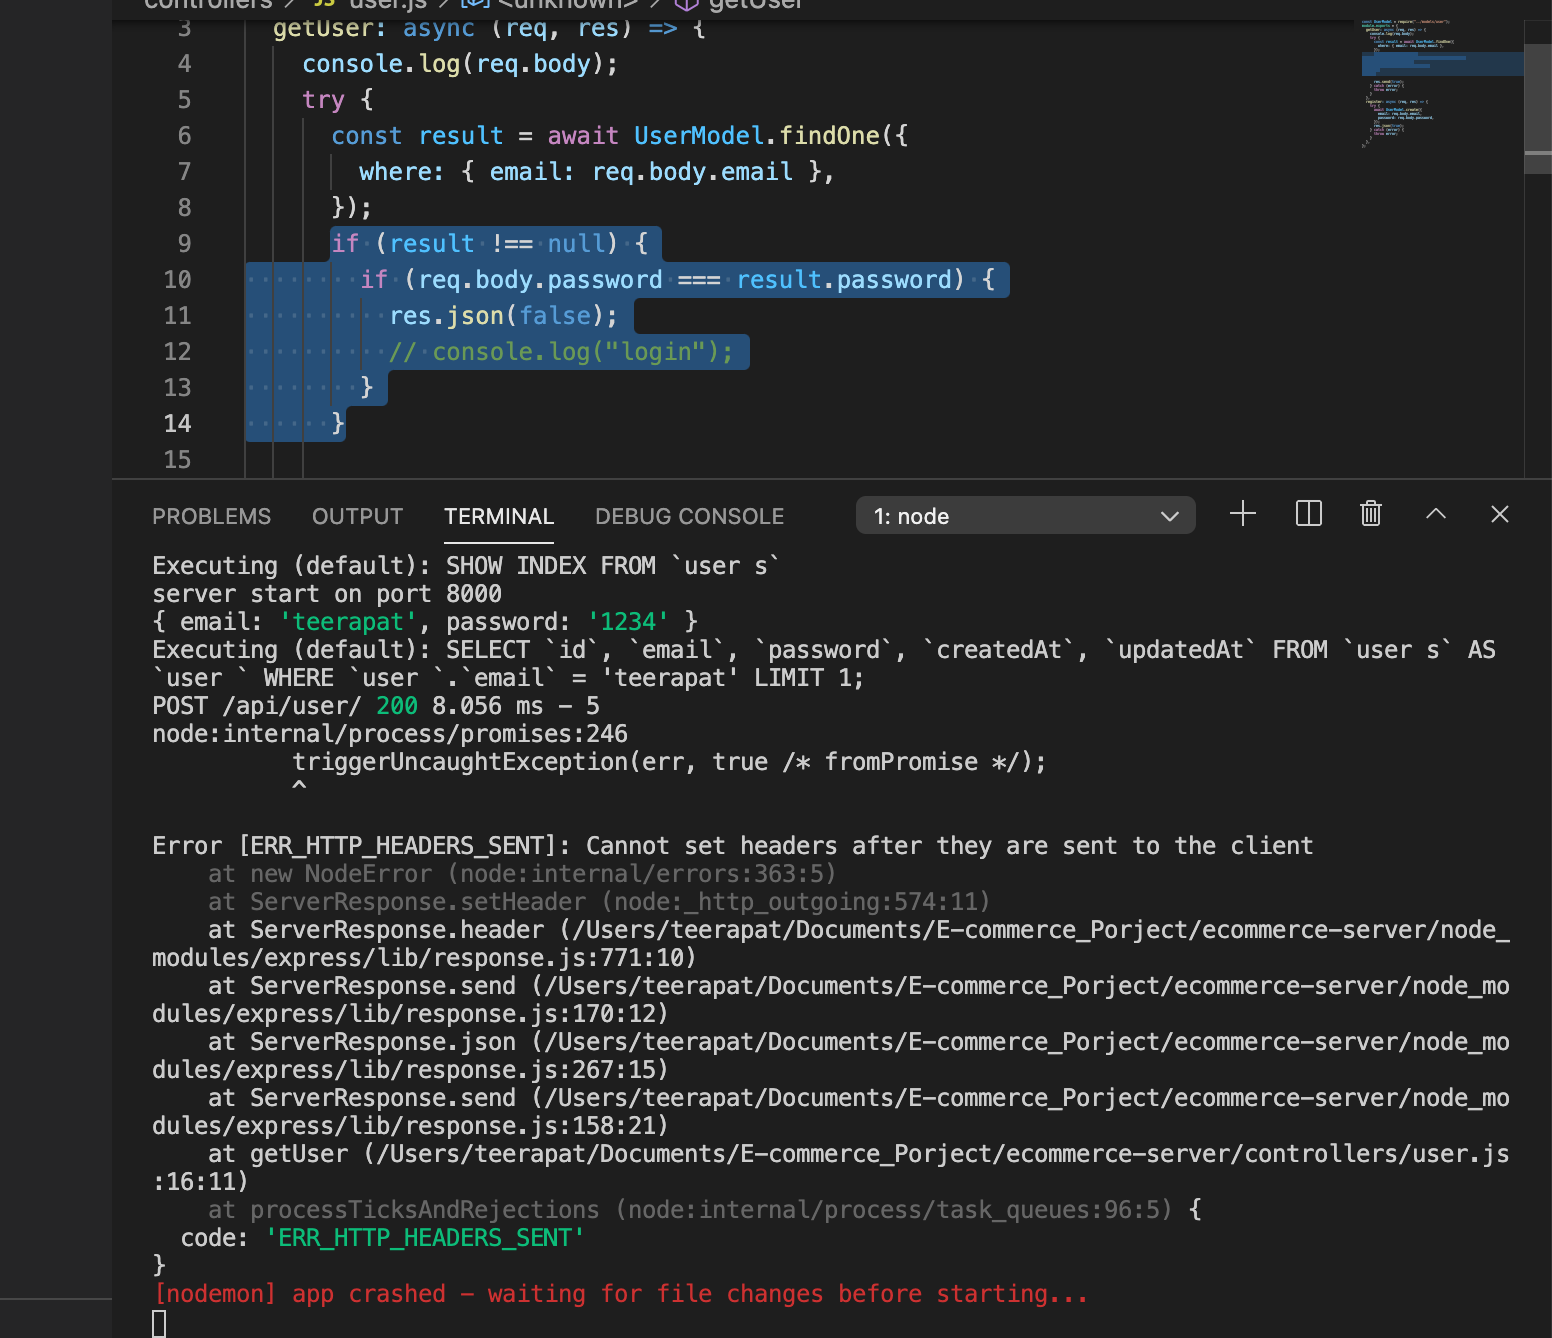 controllers > JS user.js > <unknown> > getUser
3 getUser: async (req, res) => {
4 console.log(req.body);
5 try {
6 const result = await UserModel.findOne({
7 where: { email: req.body.email },
8 });
9 if (result !== null) {
10 if (req.body.password === result.password) {
11 res.json(false);
12 // console.log("login");
13 }
14 }
15
PROBLEMS OUTPUT TERMINAL DEBUG CONSOLE 1: node
Executing (default): SHOW INDEX FROM `user s`
server start on port 8000
{ email: 'teerapat', password: '1234' }
Executing (default): SELECT `id`, `email`, `password`, `createdAt`, `updatedAt` FROM `user s` AS
`user ` WHERE `user `.`email` = 'teerapat' LIMIT 1;
POST /api/user/ 200 8.056 ms - 5
node:internal/process/promises:246
triggerUncaughtException(err, true /* fromPromise */);
^
Error [ERR_HTTP_HEADERS_SENT]: Cannot set headers after they are sent to the client
at new NodeError (node:internal/errors:363:5)
at ServerResponse.setHeader (node:_http_outgoing:574:11)
at ServerResponse.header (/Users/teerapat/Documents/E-commerce_Porject/ecommerce-server/node_
modules/express/lib/response.js:771:10)
at ServerResponse.send (/Users/teerapat/Documents/E-commerce_Porject/ecommerce-server/node_mo
dules/express/lib/response.js:170:12)
at ServerResponse.json (/Users/teerapat/Documents/E-commerce_Porject/ecommerce-server/node_mo
dules/express/lib/response.js:267:15)
at ServerResponse.send (/Users/teerapat/Documents/E-commerce_Porject/ecommerce-server/node_mo
dules/express/lib/response.js:158:21)
at getUser (/Users/teerapat/Documents/E-commerce_Porject/ecommerce-server/controllers/user.js
:16:11)
at processTicksAndRejections (node:internal/process/task_queues:96:5) {
code: 'ERR_HTTP_HEADERS_SENT'
}
[nodemon] app crashed - waiting for file changes before starting...